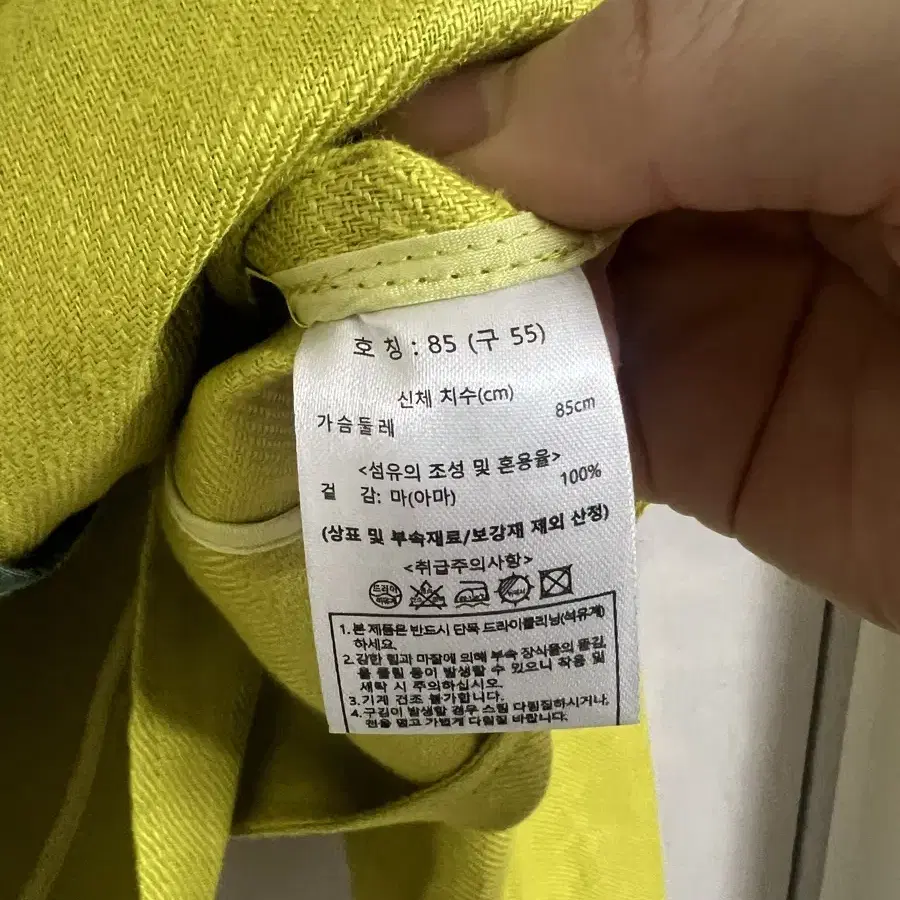 호 칭 : 85 (구 55)
신체 치수(cm)
가슴둘레 85cm
<섬유의 조성 및 혼용율>
겉 감: 마(아마) 100%
(상표 및 부속재료/보강재 제외 산정)
<취급주의사항>
드라이
1.본 제품은 반드시 단독 드라이클리닝(석유계)
하세요.
2.강한 힘과 마찰에 의해 부속 장식물의 뜯김,
올 풀림 등이 발생할 수 있으니 착용 및
세탁 시 주의하십시오.
3.기계 건조 불가합니다.
4.구김이 발생할 경우 스팀 다림질하시거나,
천을 덮고 가볍게 다림질 바랍니다.